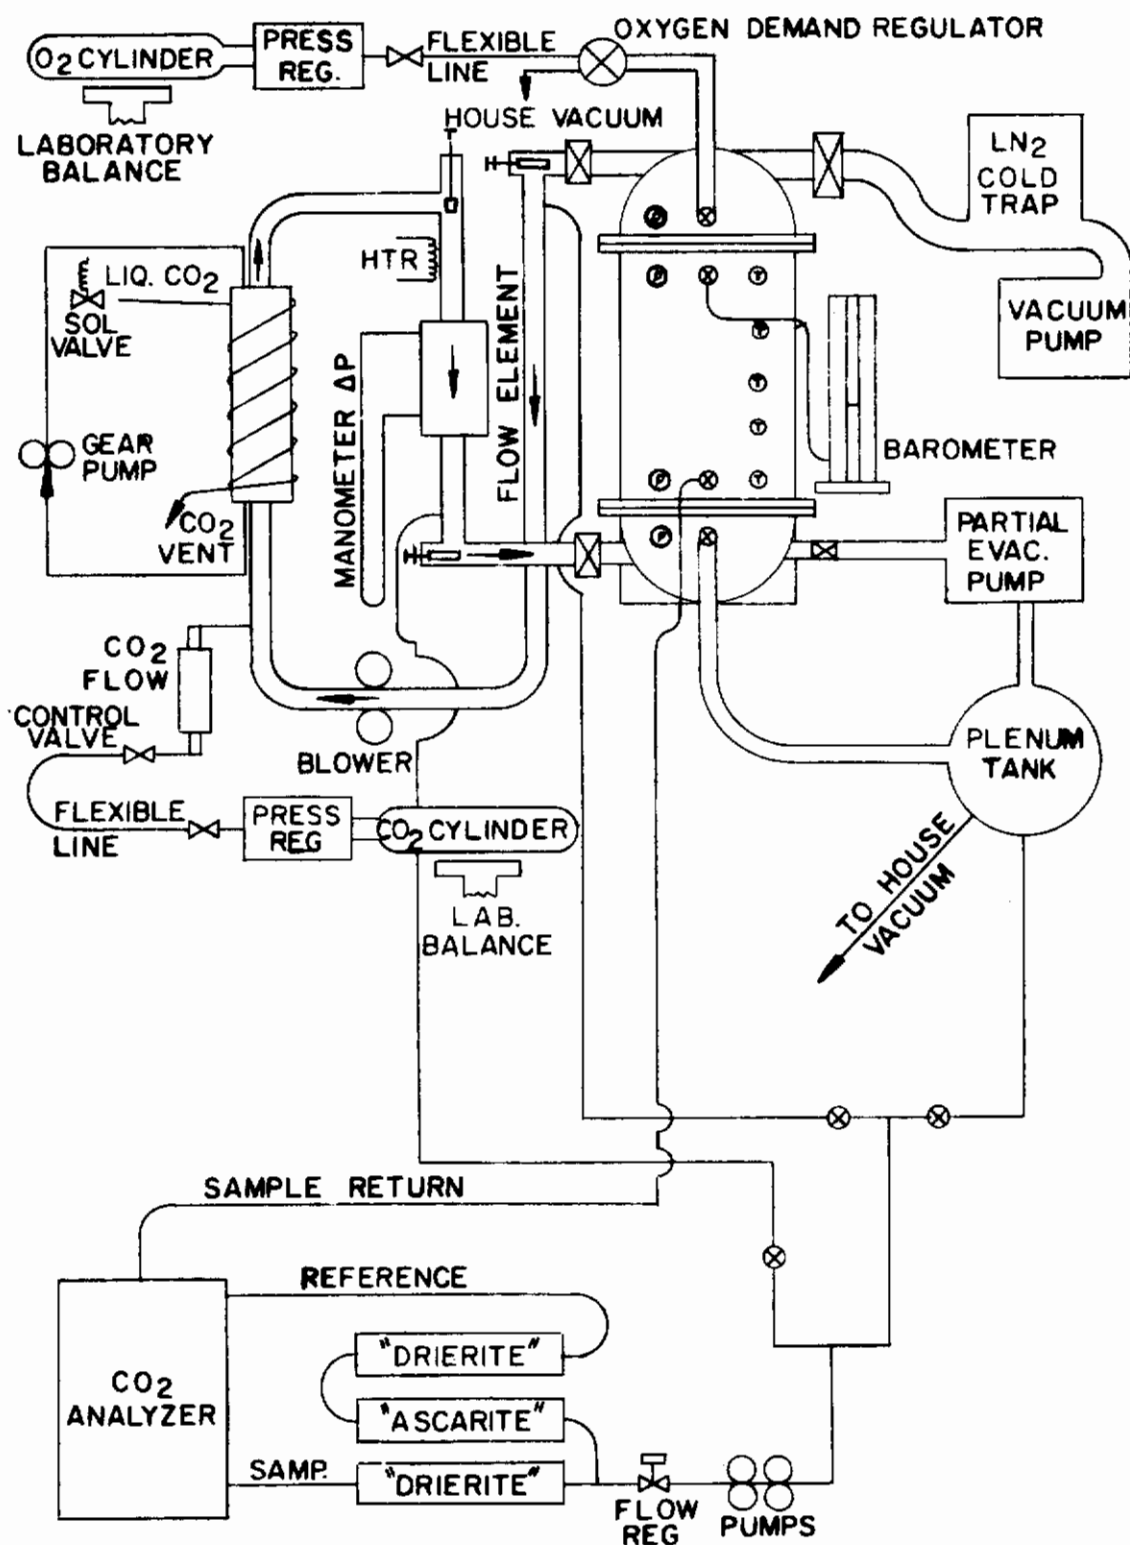 OXYGEN DEMAND REGULATOR
O2 CYLINDER
PRESS
REG.
FLEXIBLE
LINE
LABORATORY
BALANCE
HOUSE VACUUM
LN2
COLD
TRAP
VACUUM
PUMP
HTR
LIQ. CO2
SOL
VALVE
GEAR
PUMP
CO2
VENT
MANOMETER ΔP
FLOW ELEMENT
P
P
T
T
T
T
P
T
P
BAROMETER
PARTIAL
EVAC.
PUMP
CO2
FLOW
CONTROL
VALVE
BLOWER
PLENUM
TANK
FLEXIBLE
LINE
PRESS
REG
CO2 CYLINDER
LAB.
BALANCE
TO HOUSE
VACUUM
SAMPLE RETURN
REFERENCE
"DRIERITE"
CO2
ANALYZER
"ASCARITE"
SAMP.
"DRIERITE"
FLOW
REG
PUMPS